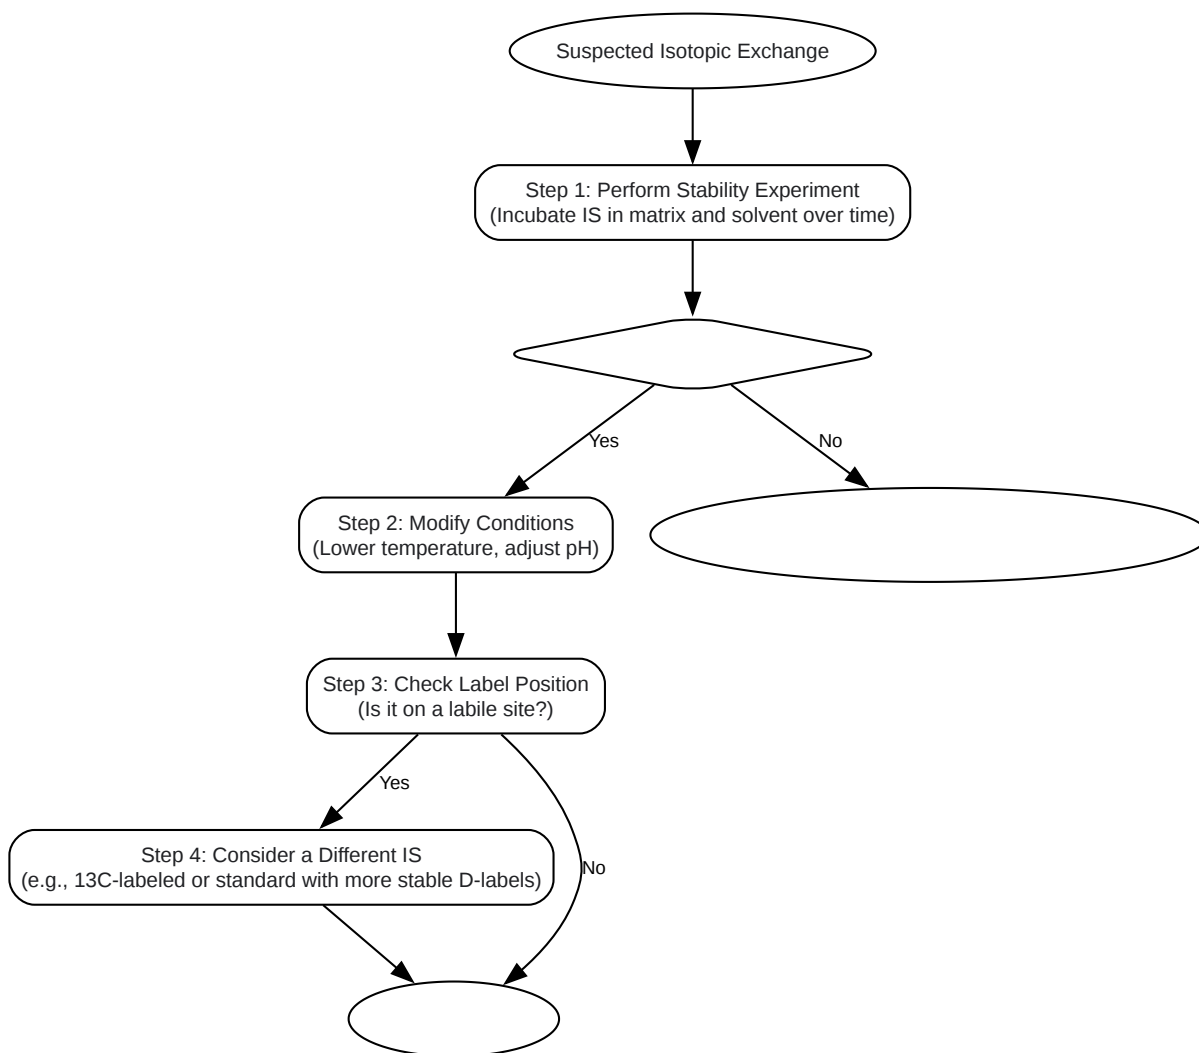 Suspected Isotopic Exchange
Step 1: Perform Stability Experiment
(Incubate IS in matrix and solvent over time)
Yes
No
Step 2: Modify Conditions
(Lower temperature, adjust pH)
Step 3: Check Label Position
(Is it on a labile site?)
Yes
Step 4: Consider a Different IS
(e.g., 13C-labeled or standard with more stable D-labels)
No